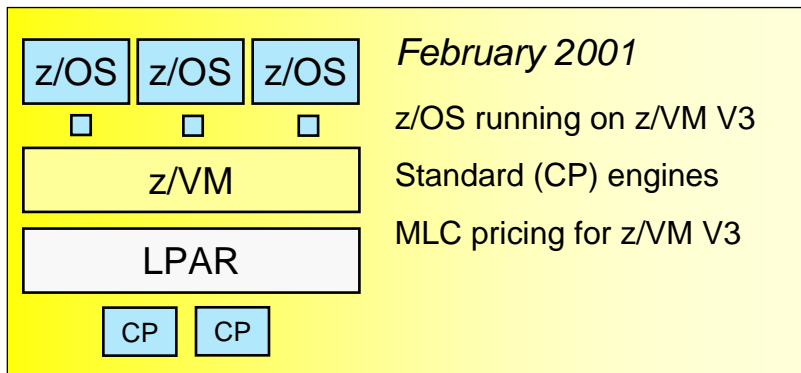 z/OS z/OS z/OS
z/VM
LPAR
CP CP
February 2001
z/OS running on z/VM V3
Standard (CP) engines
MLC pricing for z/VM V3